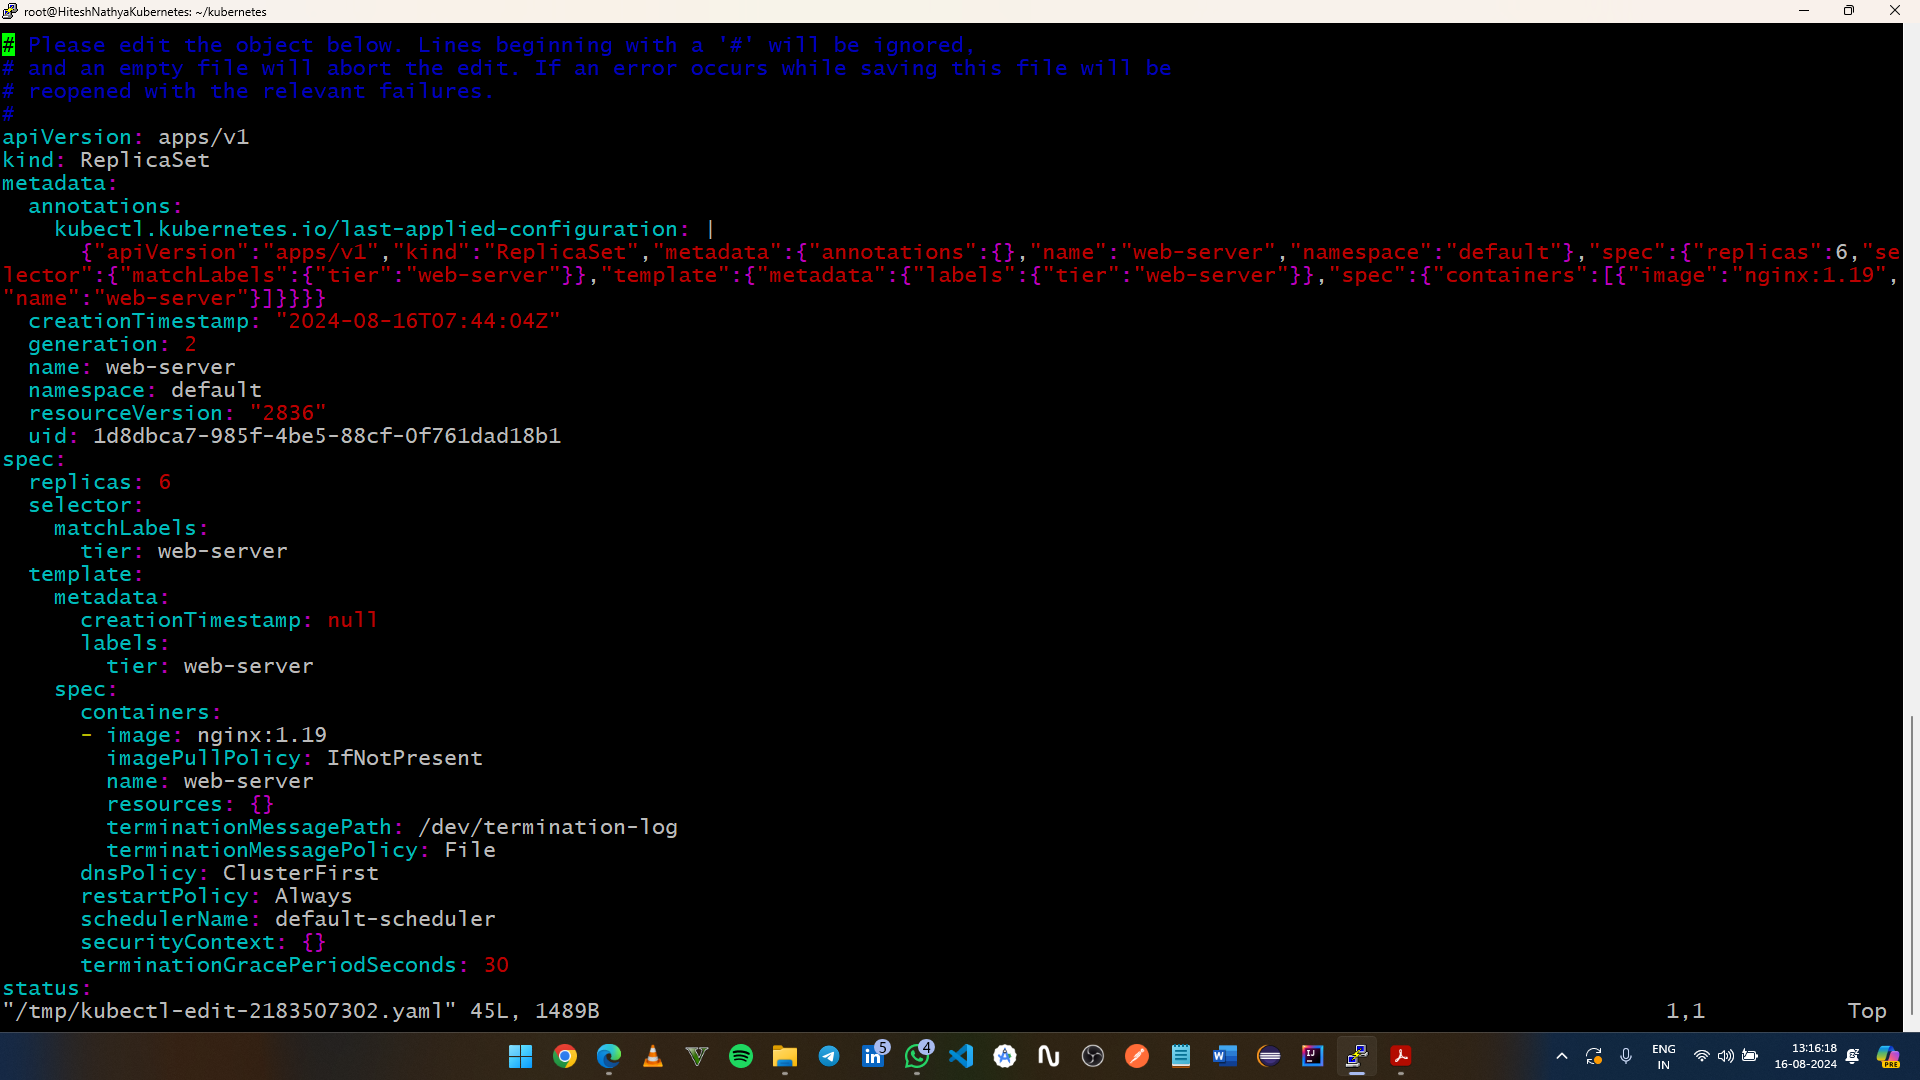 root@HiteshNathyaKubernetes: ~/kubernetes
# Please edit the object below. Lines beginning with a '#' will be ignored,
# and an empty file will abort the edit. If an error occurs while saving this file will be
# reopened with the relevant failures.
#
apiVersion: apps/v1
kind: ReplicaSet
metadata:
  annotations:
    kubectl.kubernetes.io/last-applied-configuration: |
      {"apiVersion":"apps/v1","kind":"ReplicaSet","metadata":{"annotations":{},"name":"web-server","namespace":"default"},"spec":{"replicas":6,"se
lector":{"matchLabels":{"tier":"web-server"}},"template":{"metadata":{"labels":{"tier":"web-server"}},"spec":{"containers":[{"image":"nginx:1.19",
"name":"web-server"}]}}}}
  creationTimestamp: "2024-08-16T07:44:04Z"
  generation: 2
  name: web-server
  namespace: default
  resourceVersion: "2836"
  uid: 1d8dbca7-985f-4be5-88cf-0f761dad18b1
spec:
  replicas: 6
  selector:
    matchLabels:
      tier: web-server
  template:
    metadata:
      creationTimestamp: null
      labels:
        tier: web-server
    spec:
      containers:
      - image: nginx:1.19
        imagePullPolicy: IfNotPresent
        name: web-server
        resources: {}
        terminationMessagePath: /dev/termination-log
        terminationMessagePolicy: File
      dnsPolicy: ClusterFirst
      restartPolicy: Always
      schedulerName: default-scheduler
      securityContext: {}
      terminationGracePeriodSeconds: 30
status:
"/tmp/kubectl-edit-2183507302.yaml" 45L, 1489B 1,1 Top
5
4
ENG
IN
13:16:18
16-08-2024
PRE